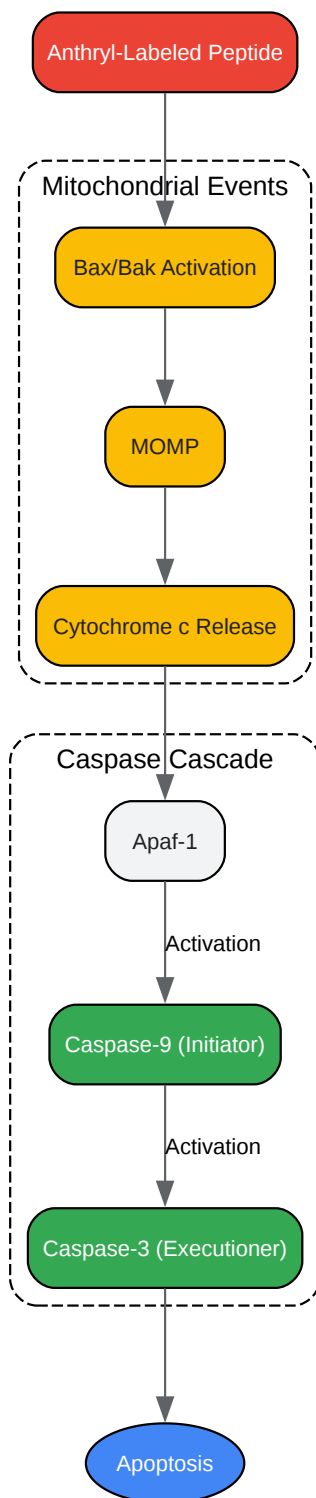 Anthryl-Labeled Peptide
Mitochondrial Events
Bax/Bak Activation
MOMP
Cytochrome c Release
Caspase Cascade
Apaf-1
Activation
Caspase-9 (Initiator)
Activation
Caspase-3 (Executioner)
Apoptosis